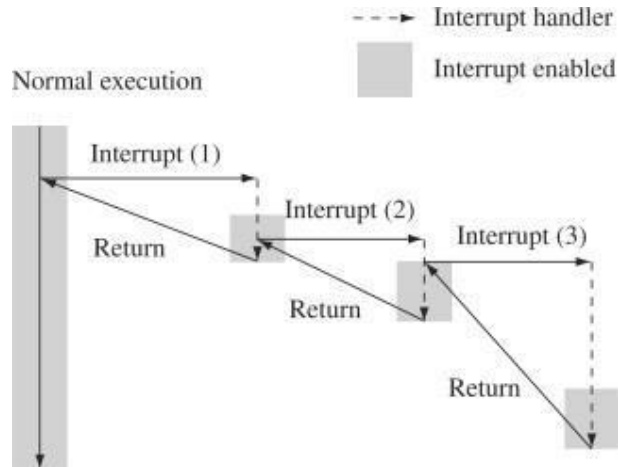 Interrupt handler
Interrupt enabled
Normal execution
Interrupt (1)
Interrupt (2)
Interrupt (3)
Return
Return
Return